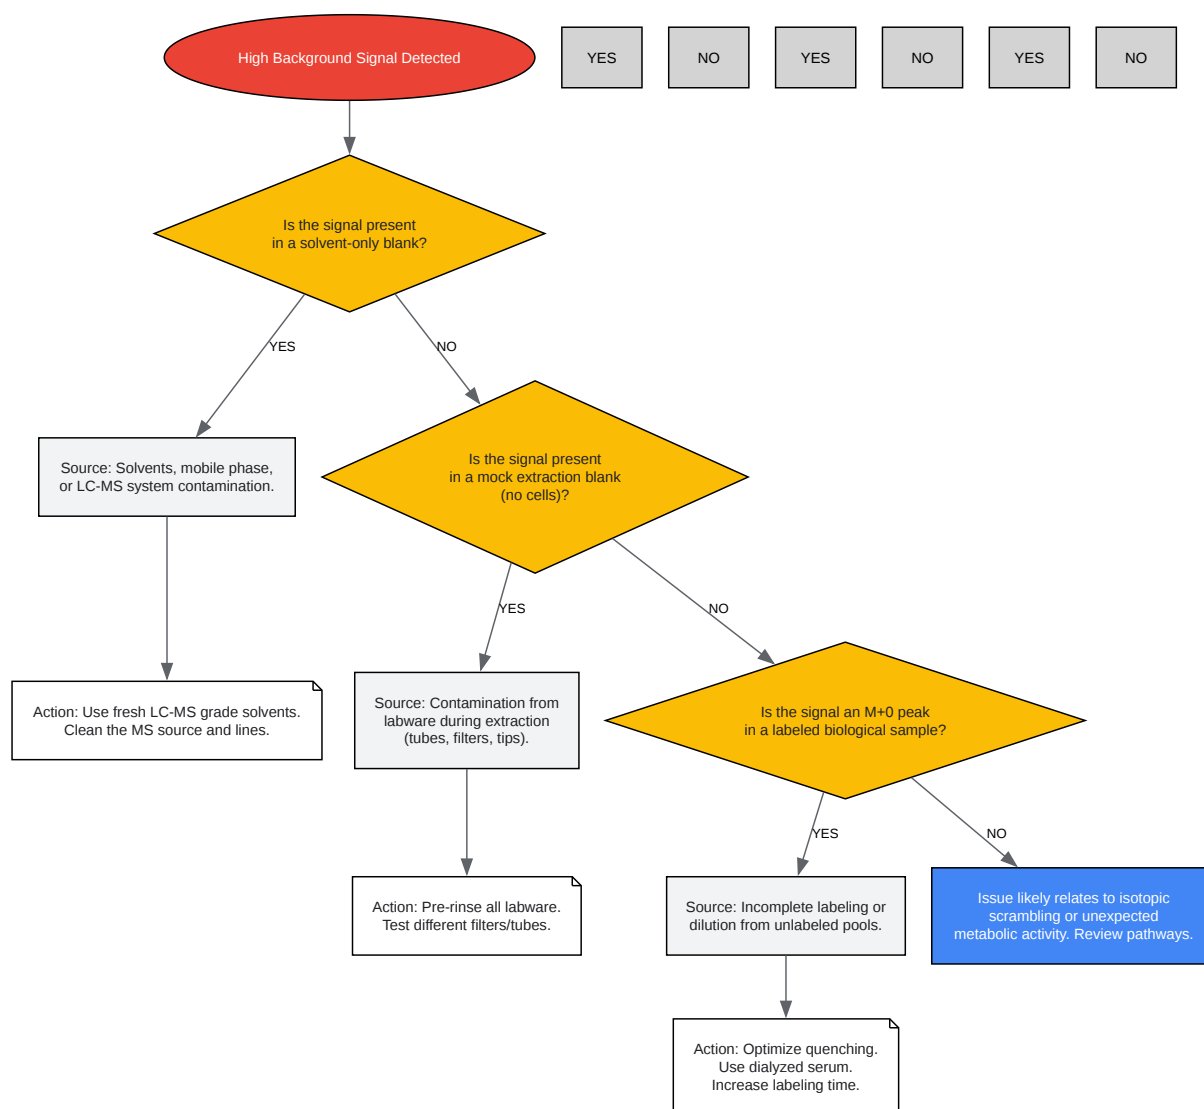 High Background Signal Detected
YES
NO
YES
NO
YES
NO
Is the signal present
in a solvent-only blank?
YES
NO
Source: Solvents, mobile phase,
or LC-MS system contamination.
Is the signal present
in a mock extraction blank
(no cells)?
YES
NO
Action: Use fresh LC-MS grade solvents.
Clean the MS source and lines.
Source: Contamination from
labware during extraction
(tubes, filters, tips).
Is the signal an M+0 peak
in a labeled biological sample?
YES
NO
Action: Pre-rinse all labware.
Test different filters/tubes.
Source: Incomplete labeling or
dilution from unlabeled pools.
Issue likely relates to isotopic
scrambling or unexpected
metabolic activity. Review pathways.
Action: Optimize quenching.
Use dialyzed serum.
Increase labeling time.